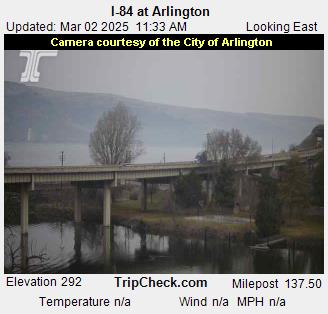 I-84 at Arlington
Updated: Mar 02 2025 11:33 AM Looking East
Camera courtesy of the City of Arlington
Elevation 292 TripCheck.com Milepost 137.50
Temperature n/a Wind n/a MPH n/a